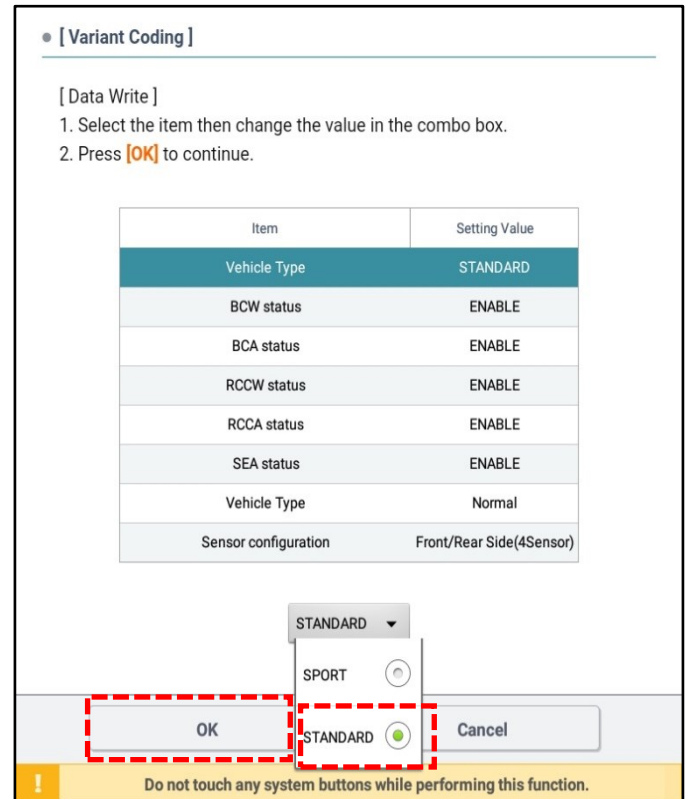 [ Variant Coding ]
[ Data Write ]
1. Select the item then change the value in the combo box.
2. Press [OK] to continue.
Item Setting Value
Vehicle Type STANDARD
BCW status ENABLE
BCA status ENABLE
RCCW status ENABLE
RCCA status ENABLE
SEA status ENABLE
Vehicle Type Normal
Sensor configuration Front/Rear Side(4Sensor)
STANDARD
SPORT
OK STANDARD Cancel
! Do not touch any system buttons while performing this function.